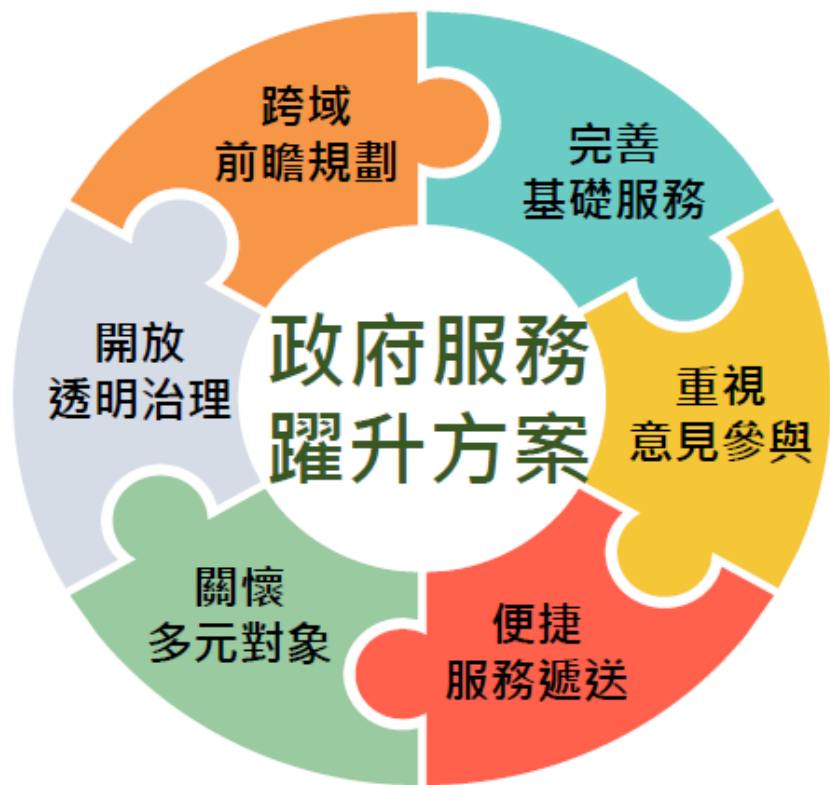 跨域
前瞻規劃
完善
基礎服務
開放
透明治理
政府服務
躍升方案
重視
意見參與
關懷
多元對象
便捷
服務遞送